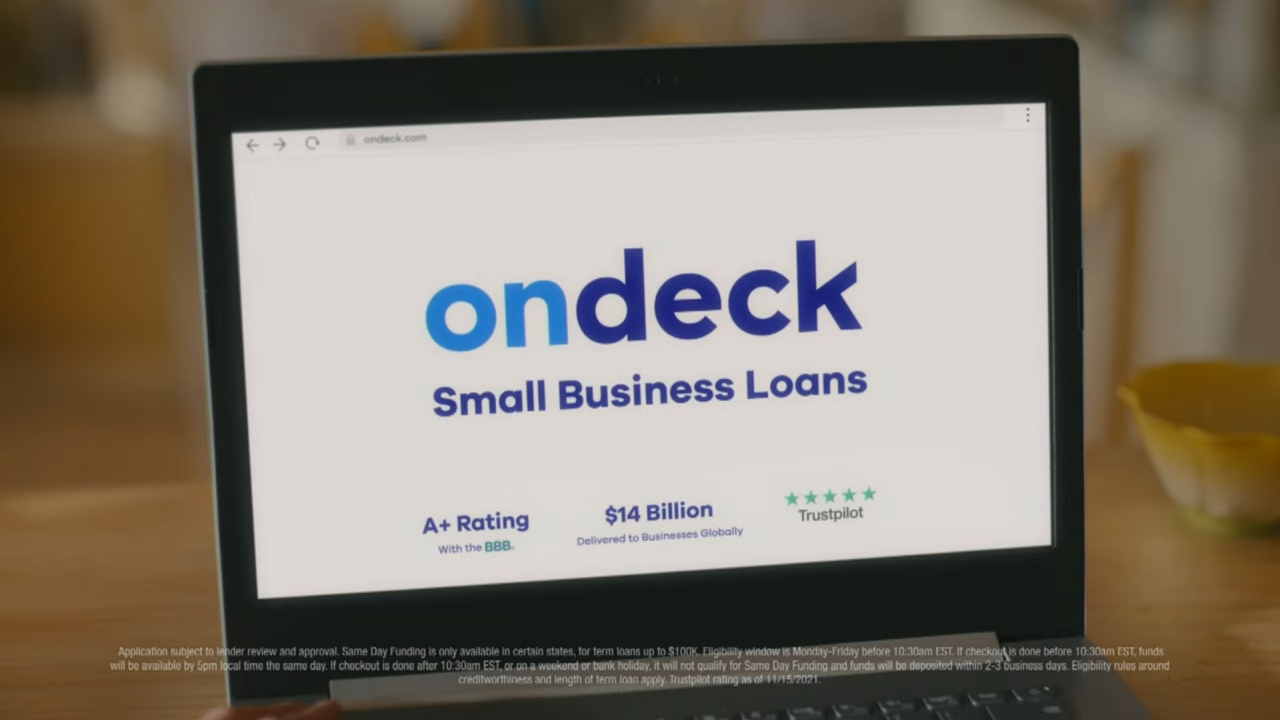 ondeck.com
ondeck
Small Business Loans
A+ Rating
With the BBB.
$14 Billion
Delivered to Businesses Globally
Trustpilot
Application subject to lender review and approval. Same Day Funding is only available in certain states, for term loans up to $100K. Eligibility window is Monday-Friday before 10:30am EST. If checkout is done before 10:30am EST, funds
will be available by 5pm local time the same day. If checkout is done after 10:30am EST, or on a weekend or bank holiday, it will not qualify for Same Day Funding and funds will be deposited within 2-3 business days. Eligibility rules around
creditworthiness and length of term loan apply. Trustpilot rating as of 11/15/2021.